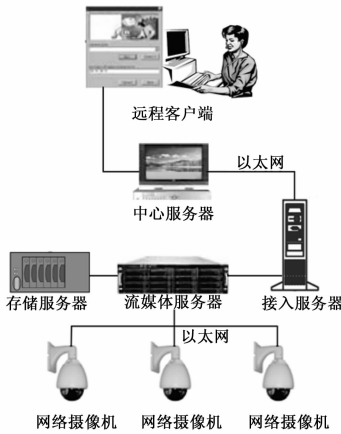 远程客户端
以太网
中心服务器
存储服务器
流媒体服务器
接入服务器
以太网
网络摄像机
网络摄像机
网络摄像机